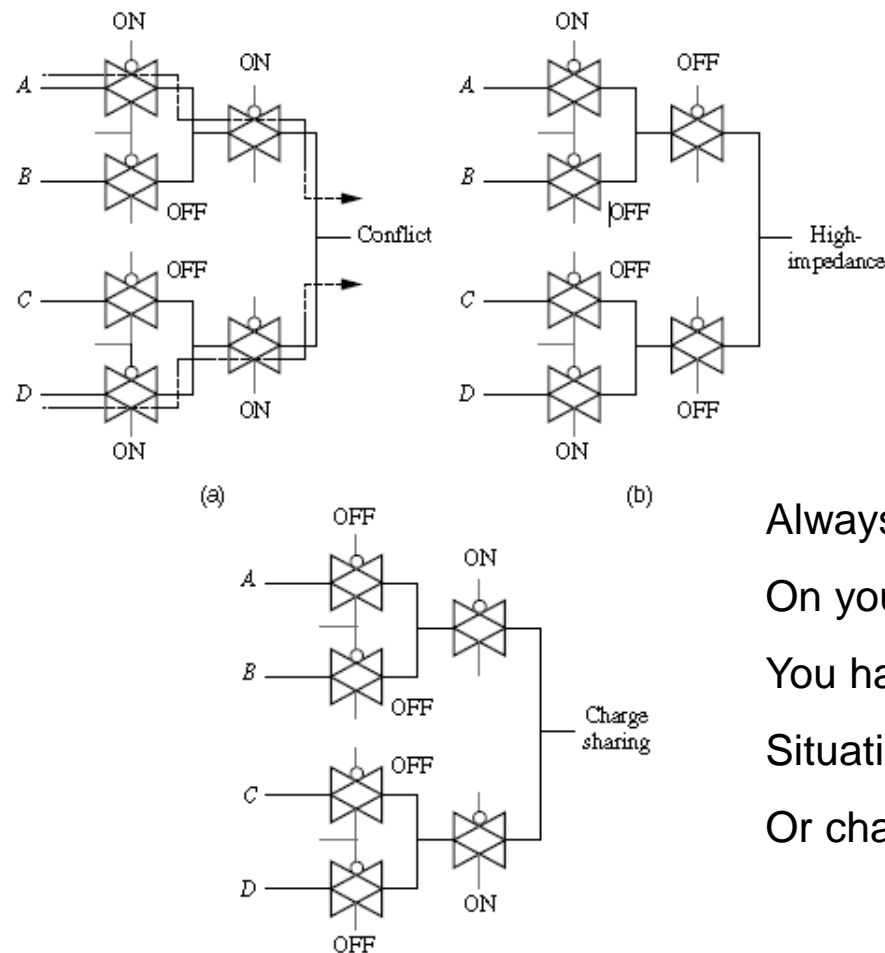 ON
ON
A
B
OFF
Conflict
OFF
C
D
ON
ON
(a)
ON
OFF
A
B
OFF
High-
impedance
OFF
C
D
OFF
ON
(b)
OFF
ON
A
B
OFF
Charge
sharing
OFF
C
D
ON
OFF
Always
On you
You ha
Situati
Or cha